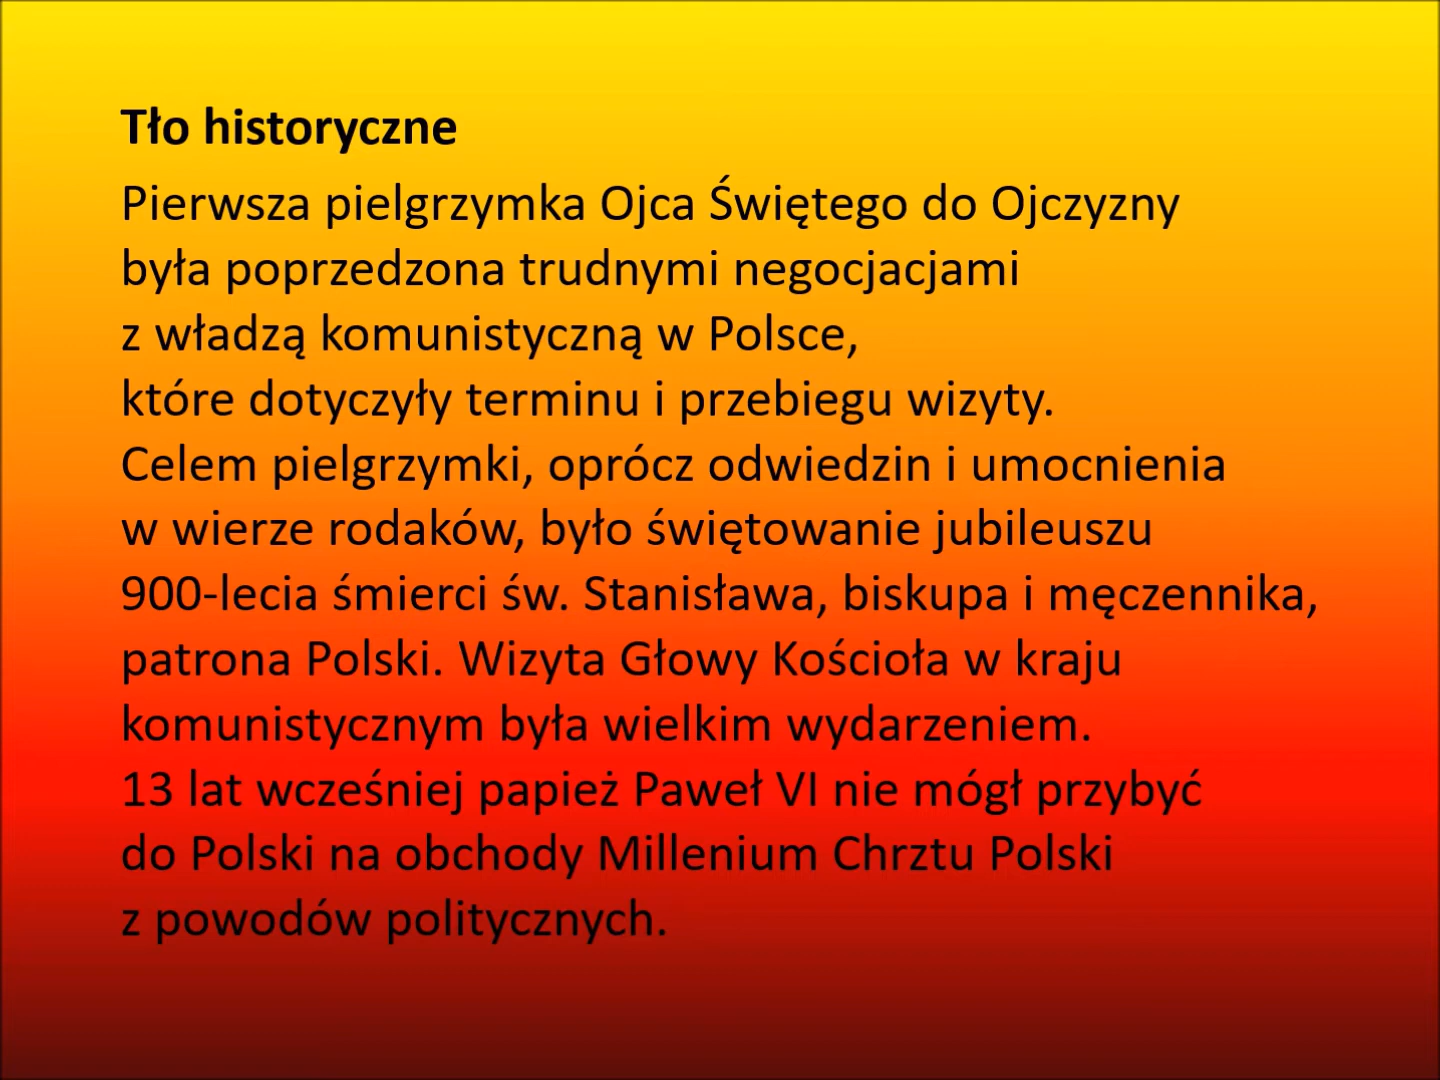 Tło historyczne
Pierwsza pielgrzymka Ojca Świętego do Ojczyzny
była poprzedzona trudnymi negocjacjami
z władzą komunistyczną w Polsce,
które dotyczyły terminu i przebiegu wizyty.
Celem pielgrzymki, oprócz odwiedzin i umocnienia
w wierze rodaków, było świętowanie jubileuszu
900-lecia śmierci św. Stanisława, biskupa i męczennika,
patrona Polski. Wizyta Głowy Kościoła w kraju
komunistycznym była wielkim wydarzeniem.
13 lat wcześniej papież Paweł VI nie mógł przybyć
do Polski na obchody Millenium Chrztu Polski
z powodów politycznych.